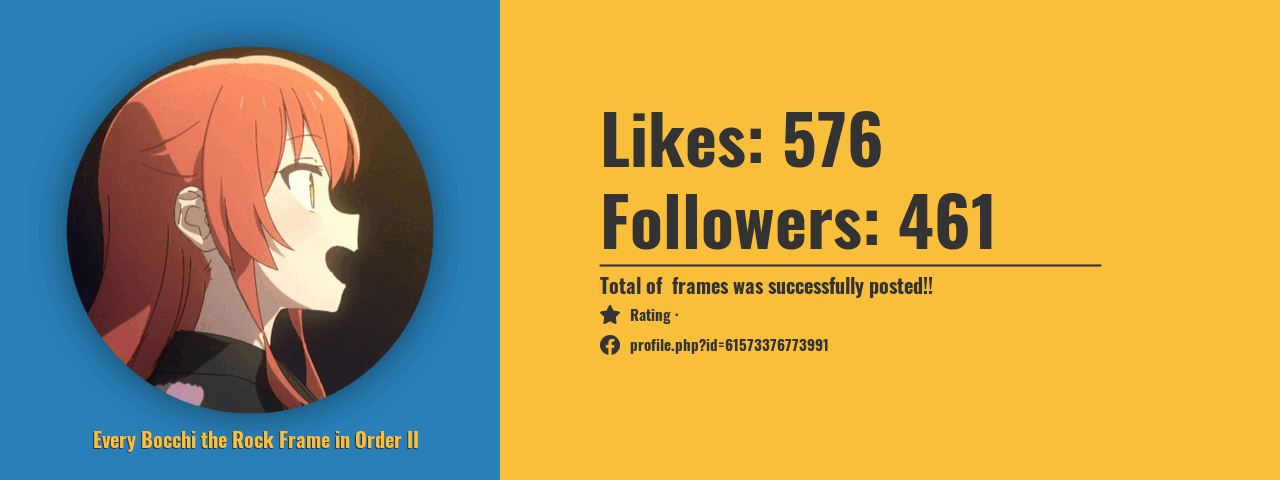 Likes: 576
Followers: 461
Total of  frames was successfully posted!!
Rating ·
profile.php?id=61573376773991
Every Bocchi the Rock Frame in Order II